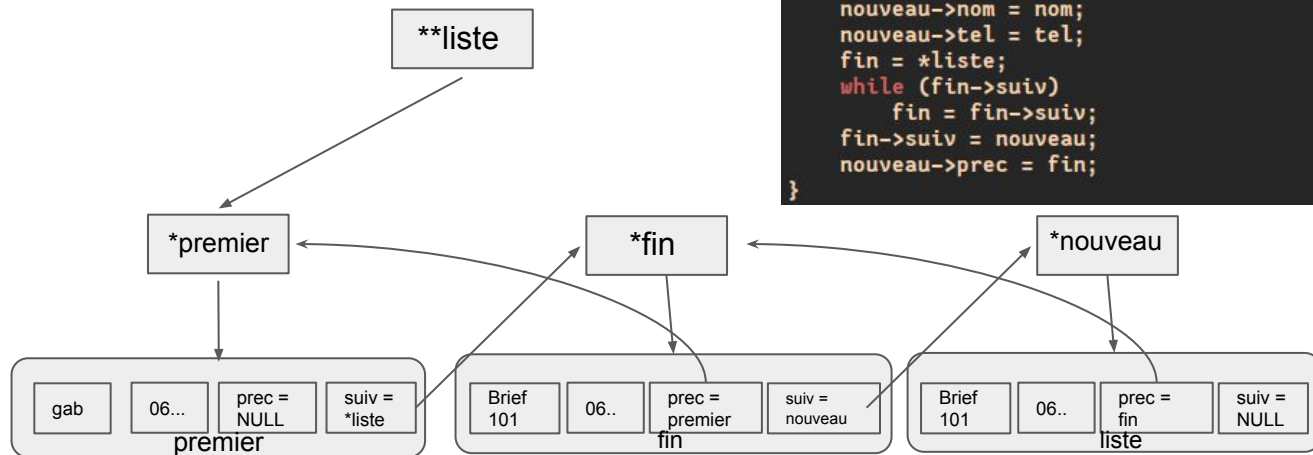 nouveau->nom = nom;
nouveau->tel = tel;
fin = *liste;
while (fin->suiv)
fin = fin->suiv;
fin->suiv = nouveau;
nouveau->prec = fin;
}
**liste
*premier
*fin
*nouveau
gab
06...
prec =
NULL
suiv =
*liste
premier
Brief
101
06..
prec =
premier
suiv =
nouveau
fin
Brief
101
06..
prec =
fin
suiv =
NULL
liste